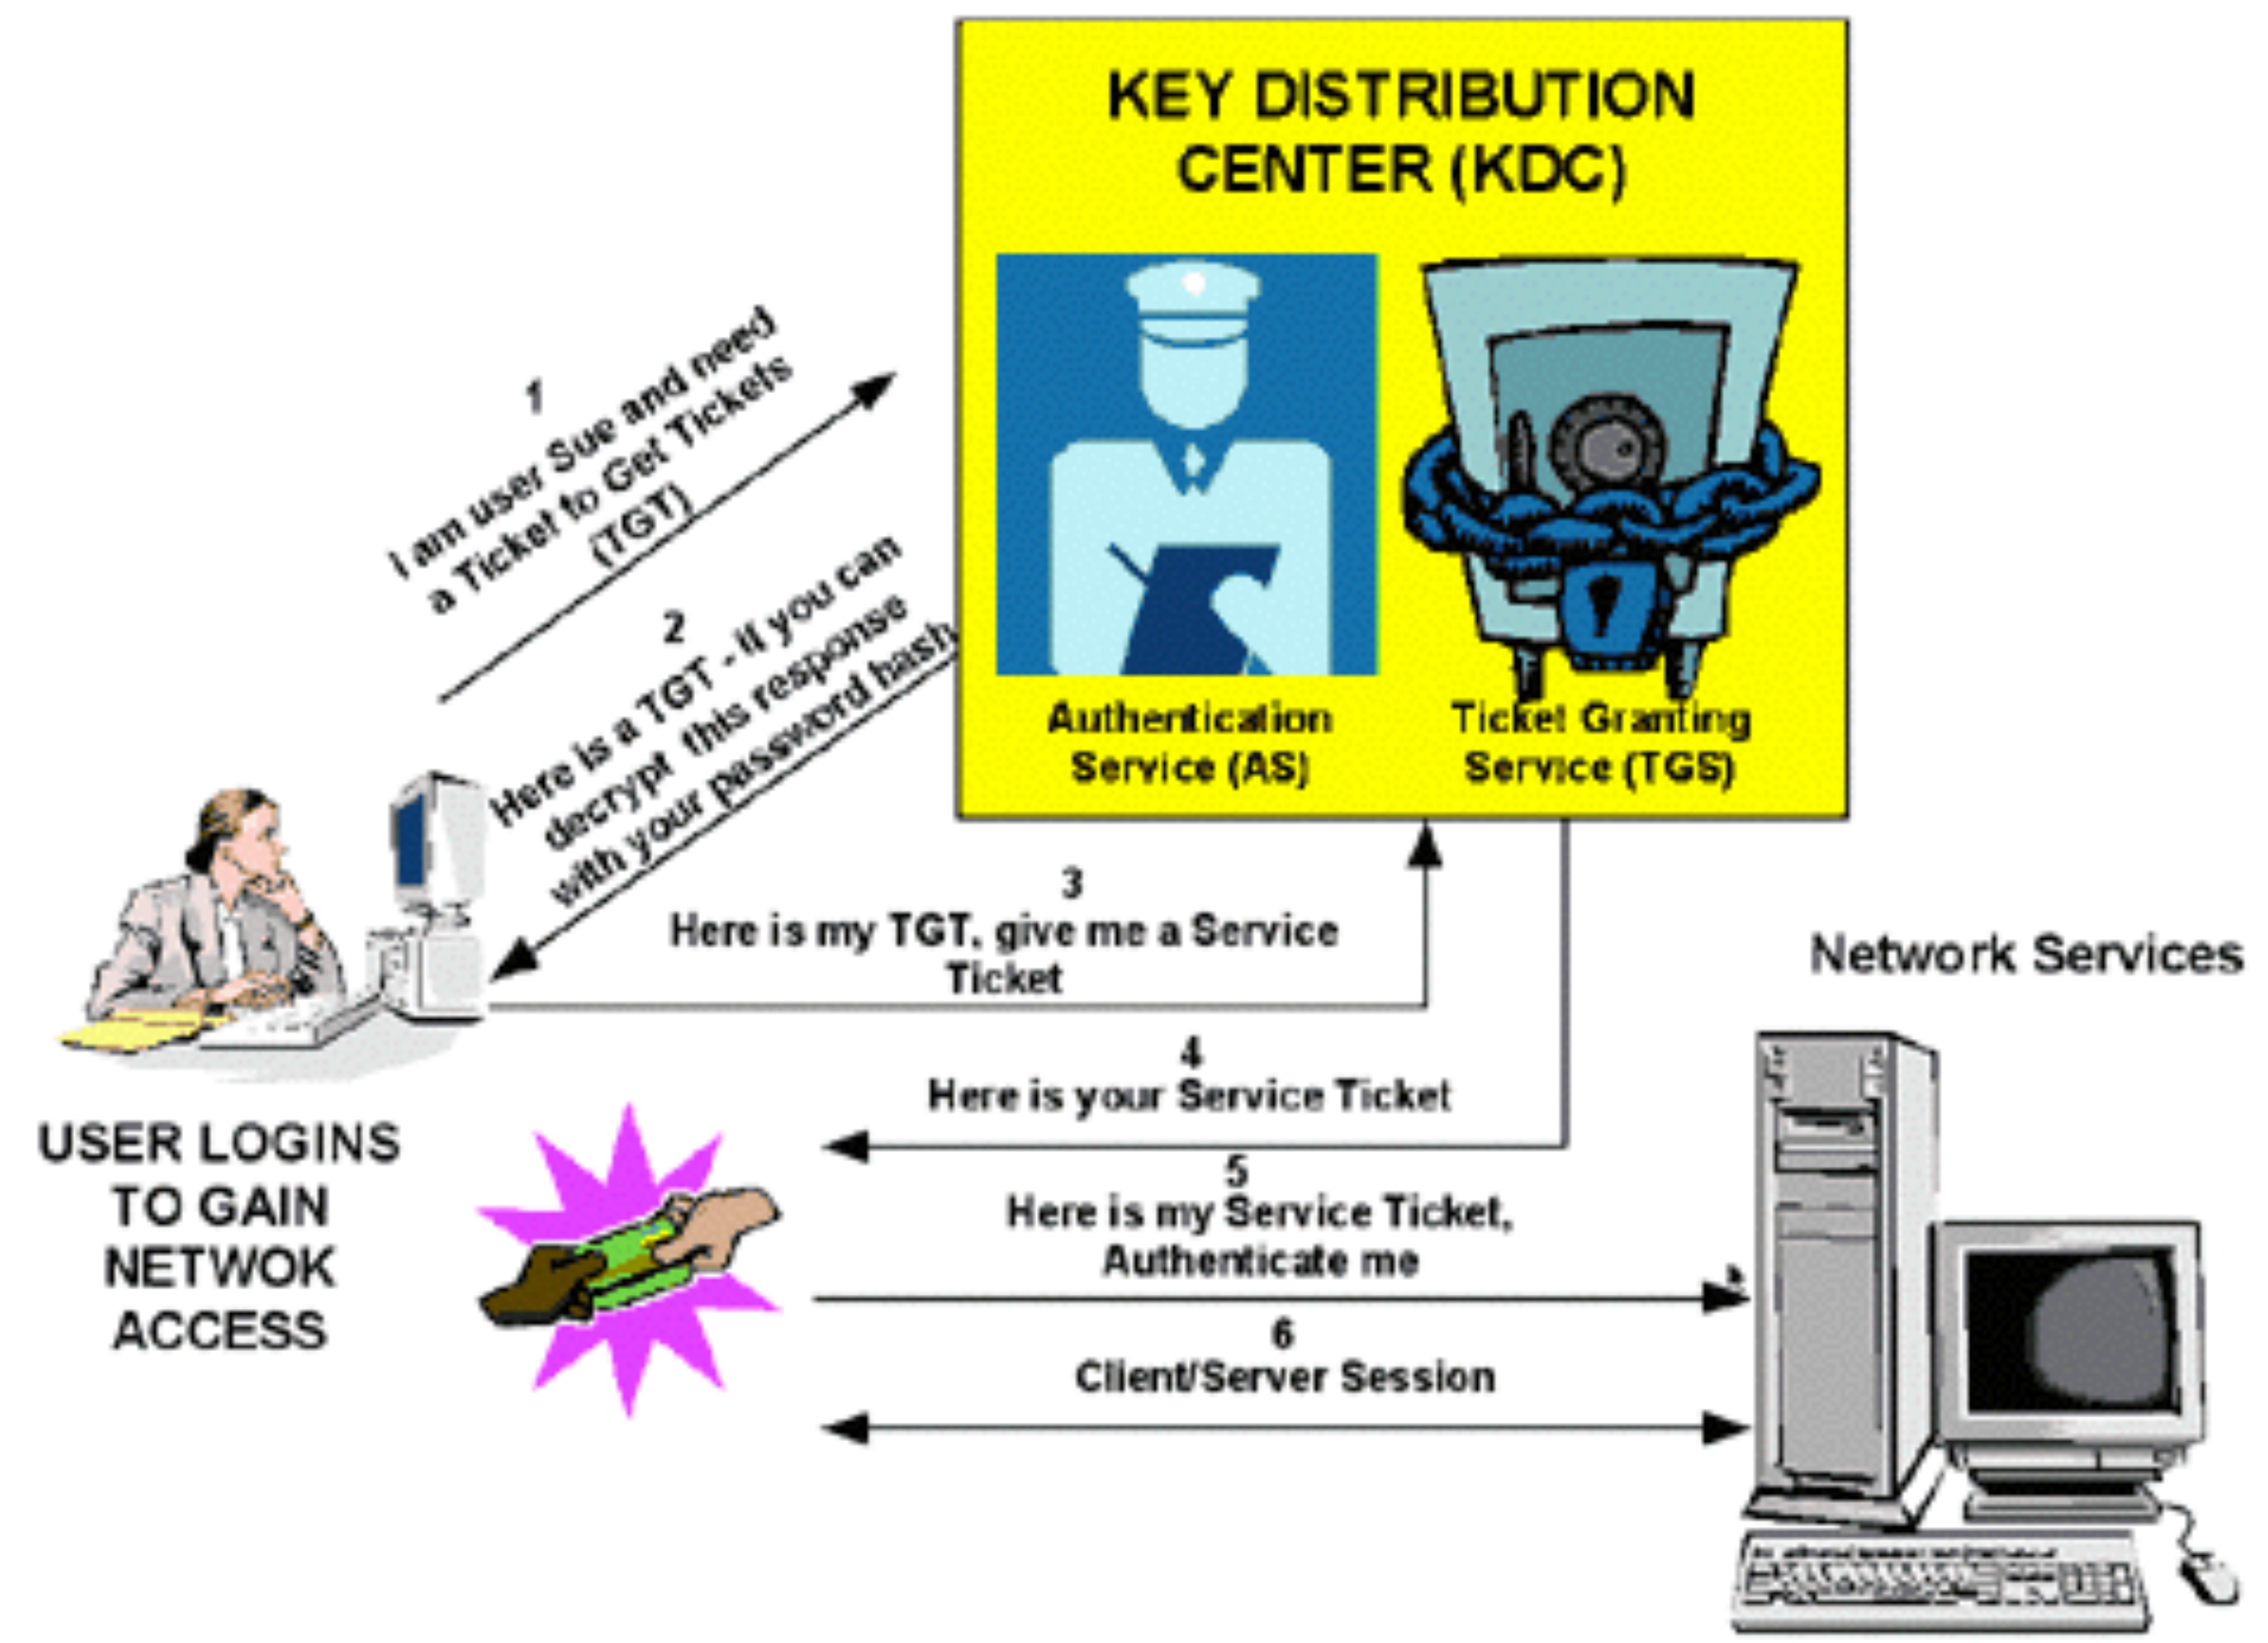 KEY DISTRIBUTION
CENTER (KDC)
Authentication
Service (AS)
Ticket Granting
Service (TGS)
1
I am user Sue and need
a Ticket to Get Tickets
(TGT)
2
Here is a TGT - if you can
decrypt this response
with your password hash
3
Here is my TGT, give me a Service
Ticket
4
Here is your Service Ticket
5
Here is my Service Ticket,
Authenticate me
6
Client/Server Session
Network Services
USER LOGINS
TO GAIN
NETWOK
ACCESS